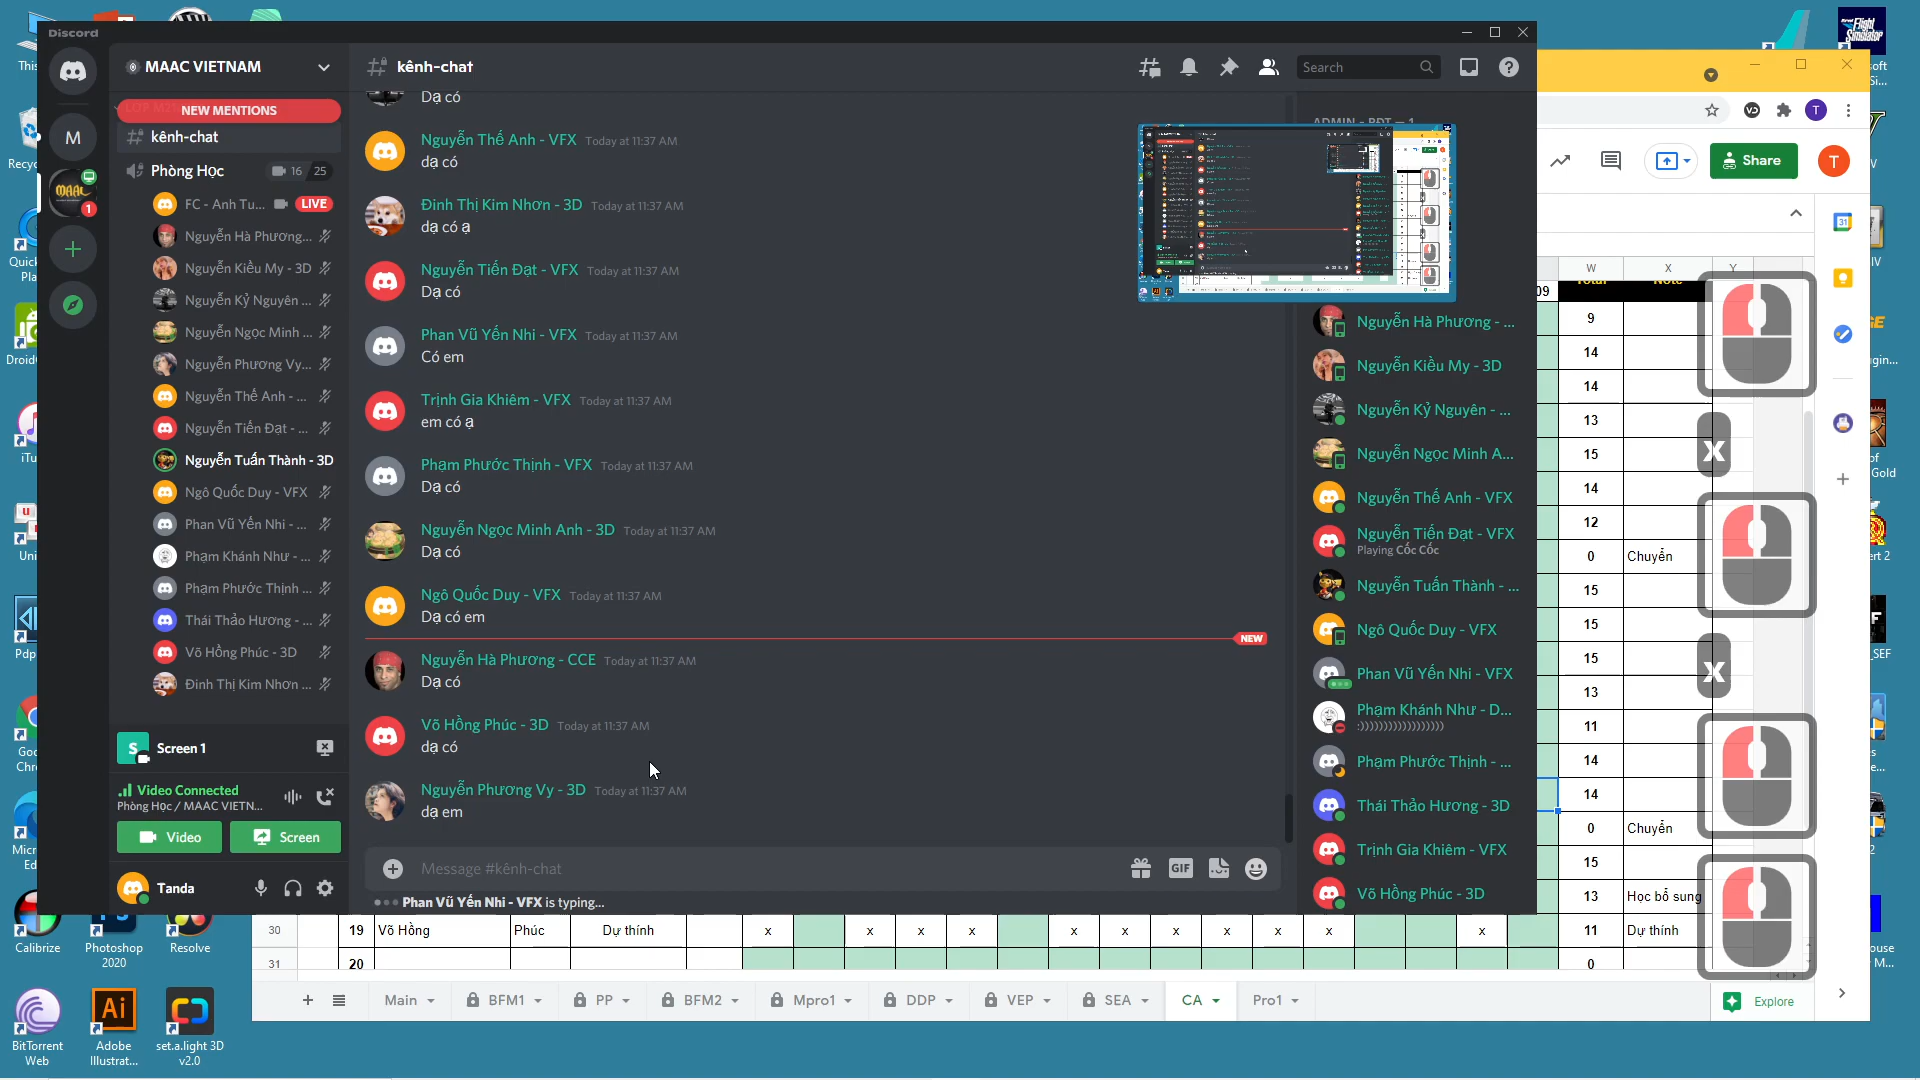 Discord
MAAC VIETNAM
NEW MENTIONS
kênh-chat
Phòng Học
16 25
FC - Anh Tu... LIVE
Nguyễn Hà Phương...
Nguyễn Kiều My - 3D
Nguyễn Kỷ Nguyên ...
Nguyễn Ngọc Minh ...
Nguyễn Phương Vy...
Nguyễn Thế Anh - ...
Nguyễn Tiến Đạt - ...
Nguyễn Tuấn Thành - 3D
Ngô Quốc Duy - VFX
Phan Vũ Yến Nhi - ...
Phạm Khánh Như - ...
Phạm Phước Thịnh ...
Thái Thảo Hương - ...
Võ Hồng Phúc - 3D
Đinh Thị Kim Nhơn ...
M
1
S
Screen 1
Video Connected
Phòng Học / MAAC VIETN...
Video
Screen
Tanda
kênh-chat
Search
Dạ có
Nguyễn Thế Anh - VFX Today at 11:37 AM
dạ có
Đinh Thị Kim Nhơn - 3D Today at 11:37 AM
dạ có ạ
Nguyễn Tiến Đạt - VFX Today at 11:37 AM
Dạ có
Phan Vũ Yến Nhi - VFX Today at 11:37 AM
Có em
Trịnh Gia Khiêm - VFX Today at 11:37 AM
em có ạ
Phạm Phước Thịnh - VFX Today at 11:37 AM
Dạ có
Nguyễn Ngọc Minh Anh - 3D Today at 11:37 AM
Dạ có
Ngô Quốc Duy - VFX Today at 11:37 AM
Dạ có em
NEW
Nguyễn Hà Phương - CCE Today at 11:37 AM
Dạ có
Võ Hồng Phúc - 3D Today at 11:37 AM
dạ có
Nguyễn Phương Vy - 3D Today at 11:37 AM
dạ em
Message #kênh-chat
GIF
Phan Vũ Yến Nhi - VFX is typing...
ADMIN - BĐT — 1
Nguyễn Hà Phương - ...
Nguyễn Kiều My - 3D
Nguyễn Kỷ Nguyên - ...
Nguyễn Ngọc Minh A...
Nguyễn Thế Anh - VFX
Nguyễn Tiến Đạt - VFX
Playing Cốc Cốc
Nguyễn Tuấn Thành - ...
Ngô Quốc Duy - VFX
Phan Vũ Yến Nhi - VFX
Phạm Khánh Như - D...
:))))))))))))))))))
Phạm Phước Thịnh - ...
Thái Thảo Hương - 3D
Trịnh Gia Khiêm - VFX
Võ Hồng Phúc - 3D
T
Share
T
31
W X Y
09 Total Note
9
14
14
13
15
14
12
0 Chuyển
15
15
15
13
11
14
14
0 Chuyển
15
13 Học bổ sung
30 19 Võ Hồng Phúc Dự thính x x x x x x x x x x x 11 Dự thính
31 20 0
x
x
Main BFM1 PP BFM2 Mpro1 DDP VEP SEA CA Pro1
Explore
Calibrize
Photoshop 2020
Resolve
BitTorrent Web
Adobe Illustrat...
set.a.light 3D v2.0